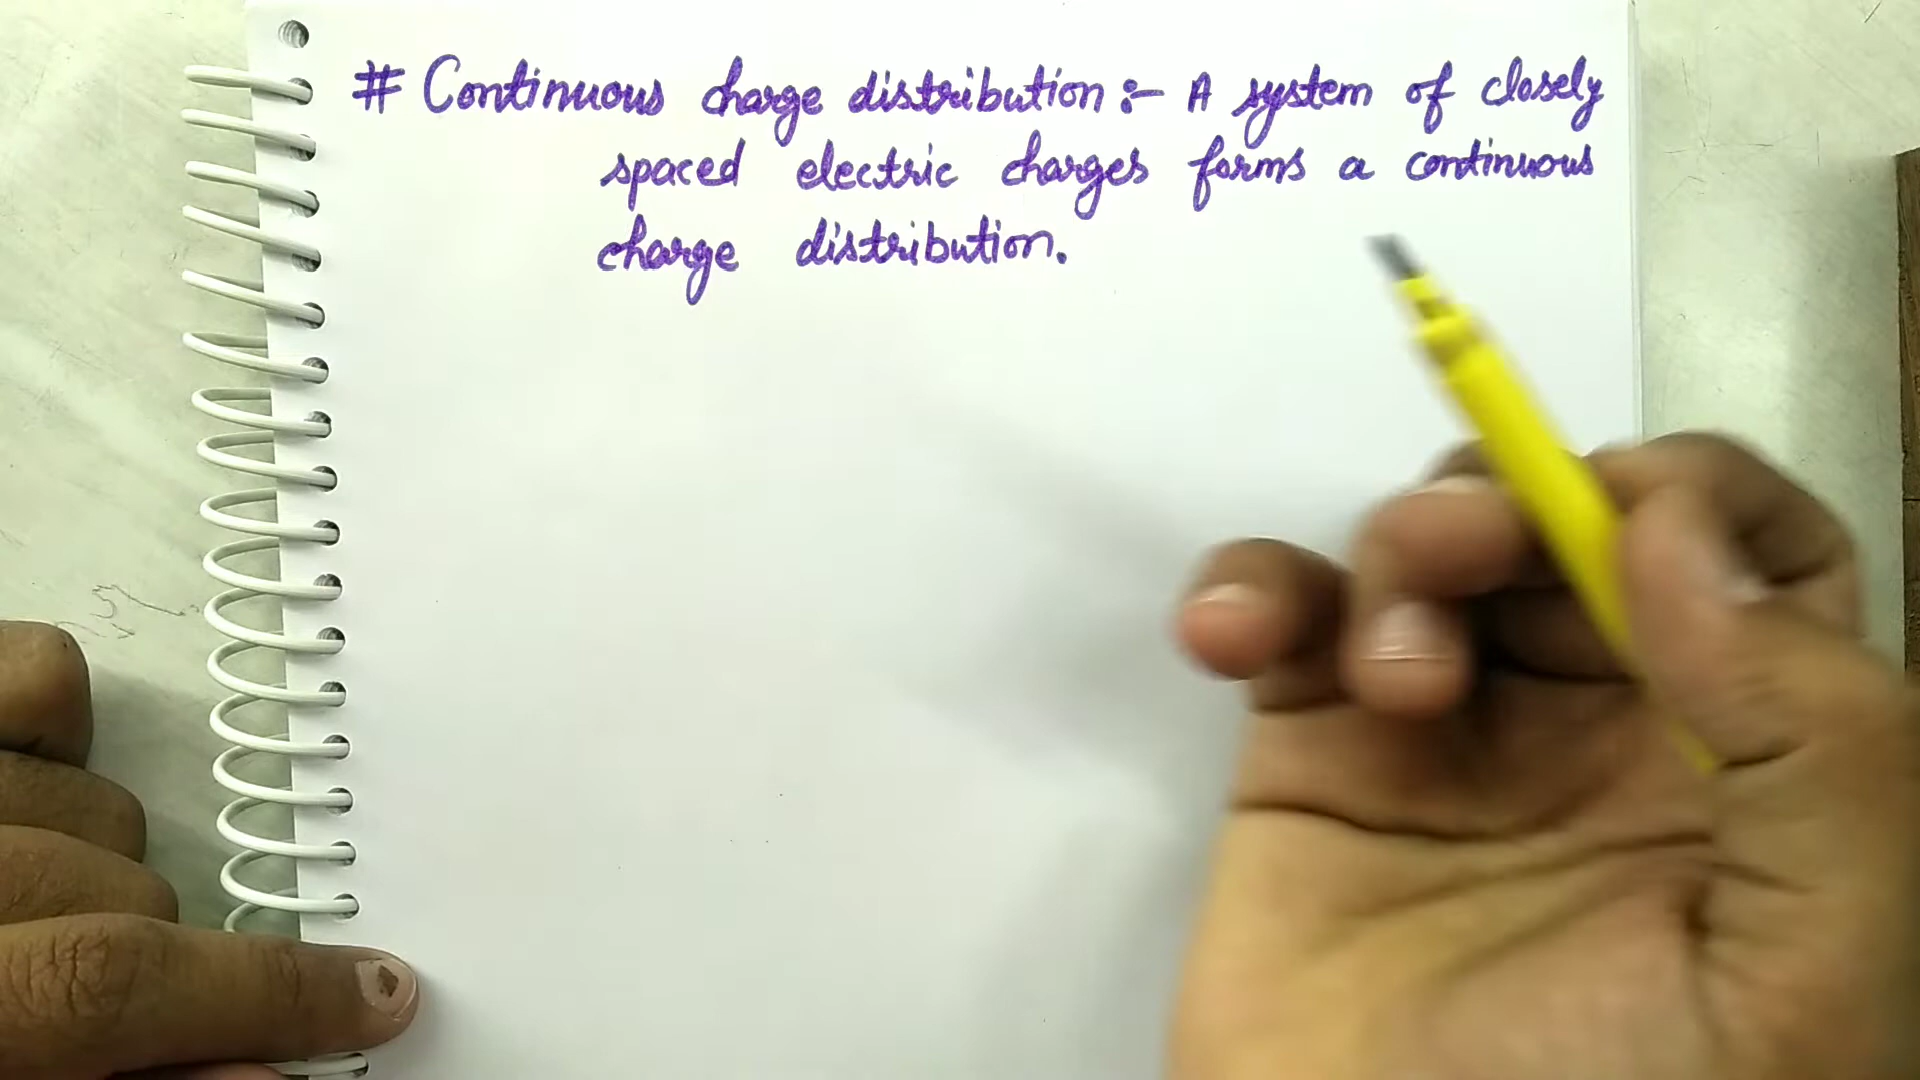 # Continuous charge distribution :- A system of closely
spaced electric charges forms a continuous
charge distribution.